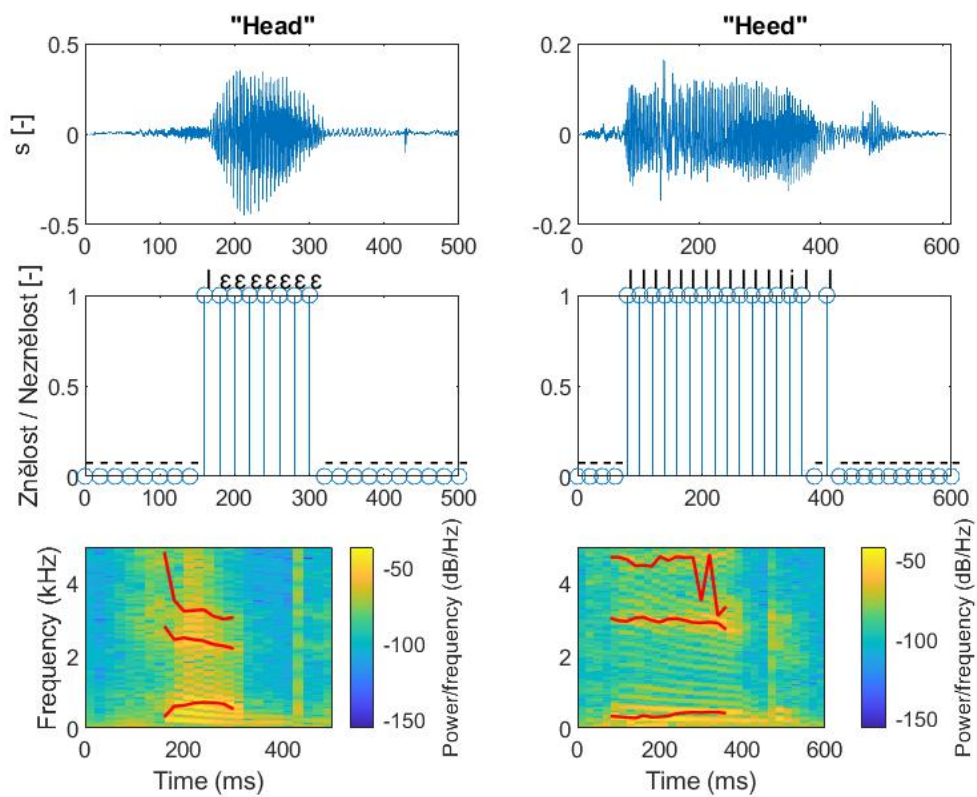 "Head"
"Heed"
s [-]
0.5
0
-0.5
0 100 200 300 400 500
0.2
0
-0.2
0 200 400 600
Znělost / Neznělost [-]
I ɛ ɛ ɛ ɛ ɛ ɛ ɛ
1
0.5
0
0 100 200 300 400 500
I I I I I I I I I I I I I i I I
1
0.5
0
0 200 400 600
Frequency (kHz)
4
2
0
0 200 400
Time (ms)
-50
-100
-150
Power/frequency (dB/Hz)
4
2
0
0 200 400 600
Time (ms)
-50
-100
-150
Power/frequency (dB/Hz)